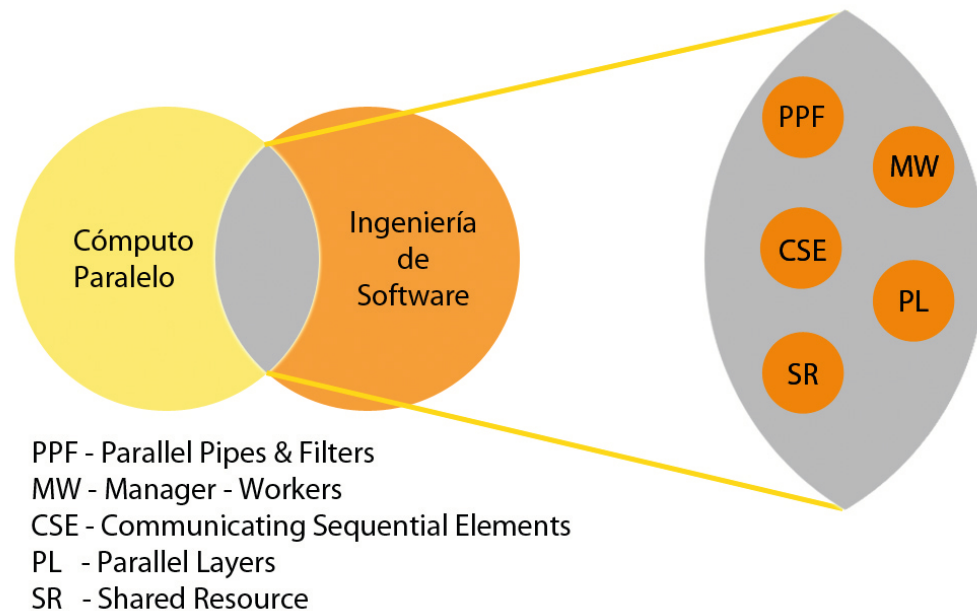 Cómputo
Paralelo
Ingeniería
de
Software
PPF
MW
CSE
PL
SR
PPF - Parallel Pipes & Filters
MW - Manager - Workers
CSE - Communicating Sequential Elements
PL - Parallel Layers
SR - Shared Resource